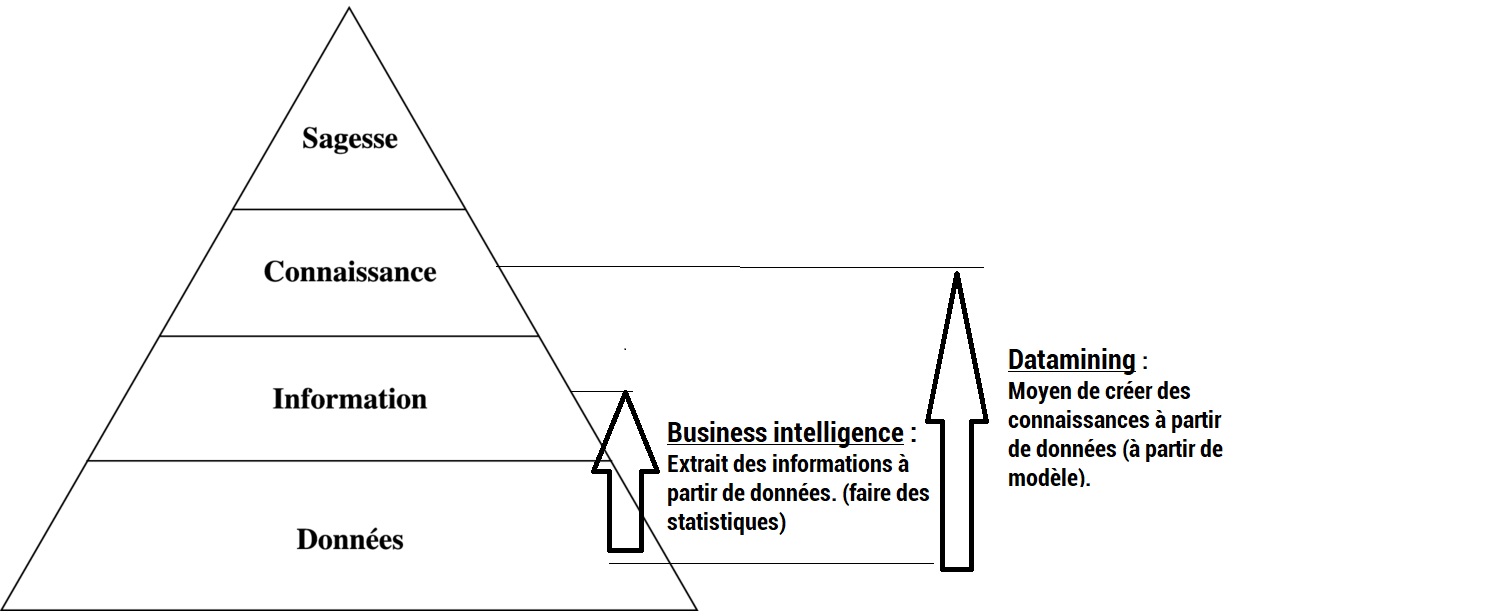 Sagesse
Connaissance
Information
Données
Business intelligence :
Extrait des informations à
partir de données. (faire des
statistiques)
Datamining :
Moyen de créer des
connaissances à partir
de données (à partir de
modèle).